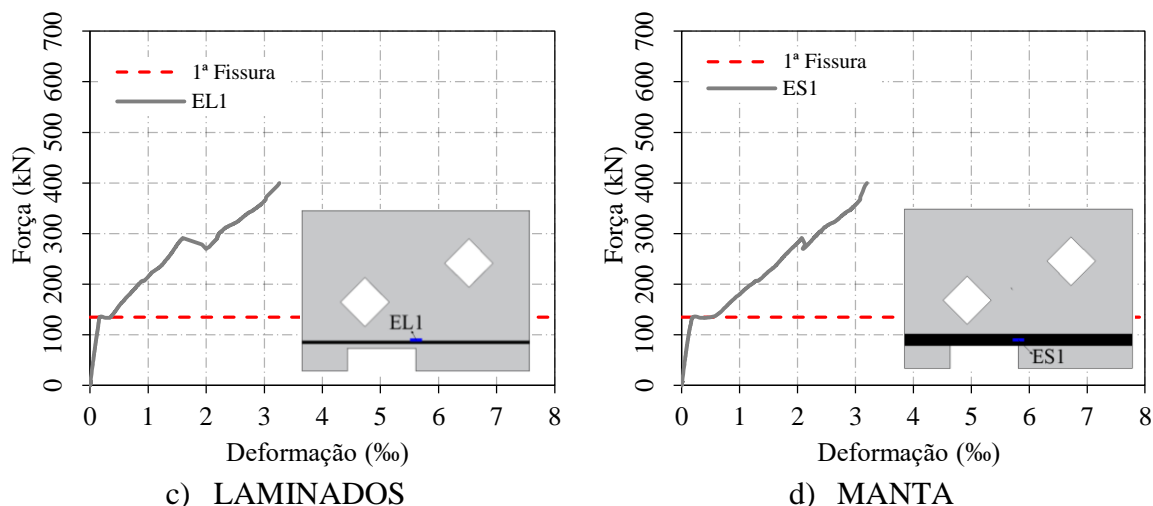 700
600
500
400
300
200
100
0
Força (kN)
1ª Fissura
EL1
EL1
0 1 2 3 4 5 6 7 8
Deformação (‰)
c) LAMINADOS
700
600
500
400
300
200
100
0
Força (kN)
1ª Fissura
ES1
ES1
0 1 2 3 4 5 6 7 8
Deformação (‰)
d) MANTA